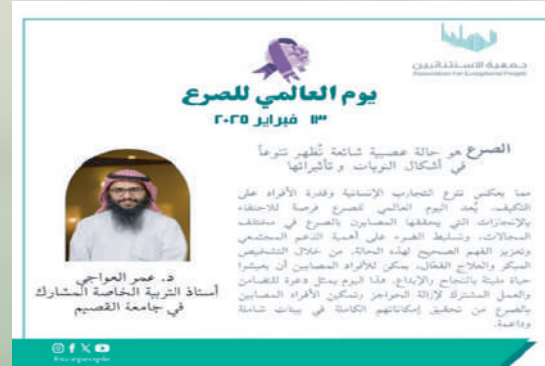 جمعية الاستثنائيين
Association For Exceptional People
يوم العالمي للصرع
١٣ فبراير ٢٠٢٥
الصرع هو حالة عصبية شائعة تُظهر تنوعاً
في أشكال النوبات و تأثيراتها
مما يعكس تنوع التجارب الإنسانية وقدرة الأفراد على
التكيف. يُعد اليوم العالمي للصرع فرصة للاحتفاء
بالإنجازات التي يحققها المصابون بالصرع في مختلف
المجالات، وتسليط الضوء على أهمية الدعم المجتمعي
وتعزيز الفهم الصحيح لهذه الحالة. من خلال التشخيص
المبكر والعلاج الفعّال، يمكن للأفراد المصابين أن يعيشوا
حياة مليئة بالنجاح والإبداع. هذا اليوم يمثل دعوة للتضامن
والعمل المشترك لإزالة الحواجز وتمكين الأفراد المصابين
بالصرع من تحقيق إمكاناتهم الكاملة في بيئات شاملة
وداعمة.
د. عمر العواجي
أستاذ التربية الخاصة المشارك
في جامعة القصيم